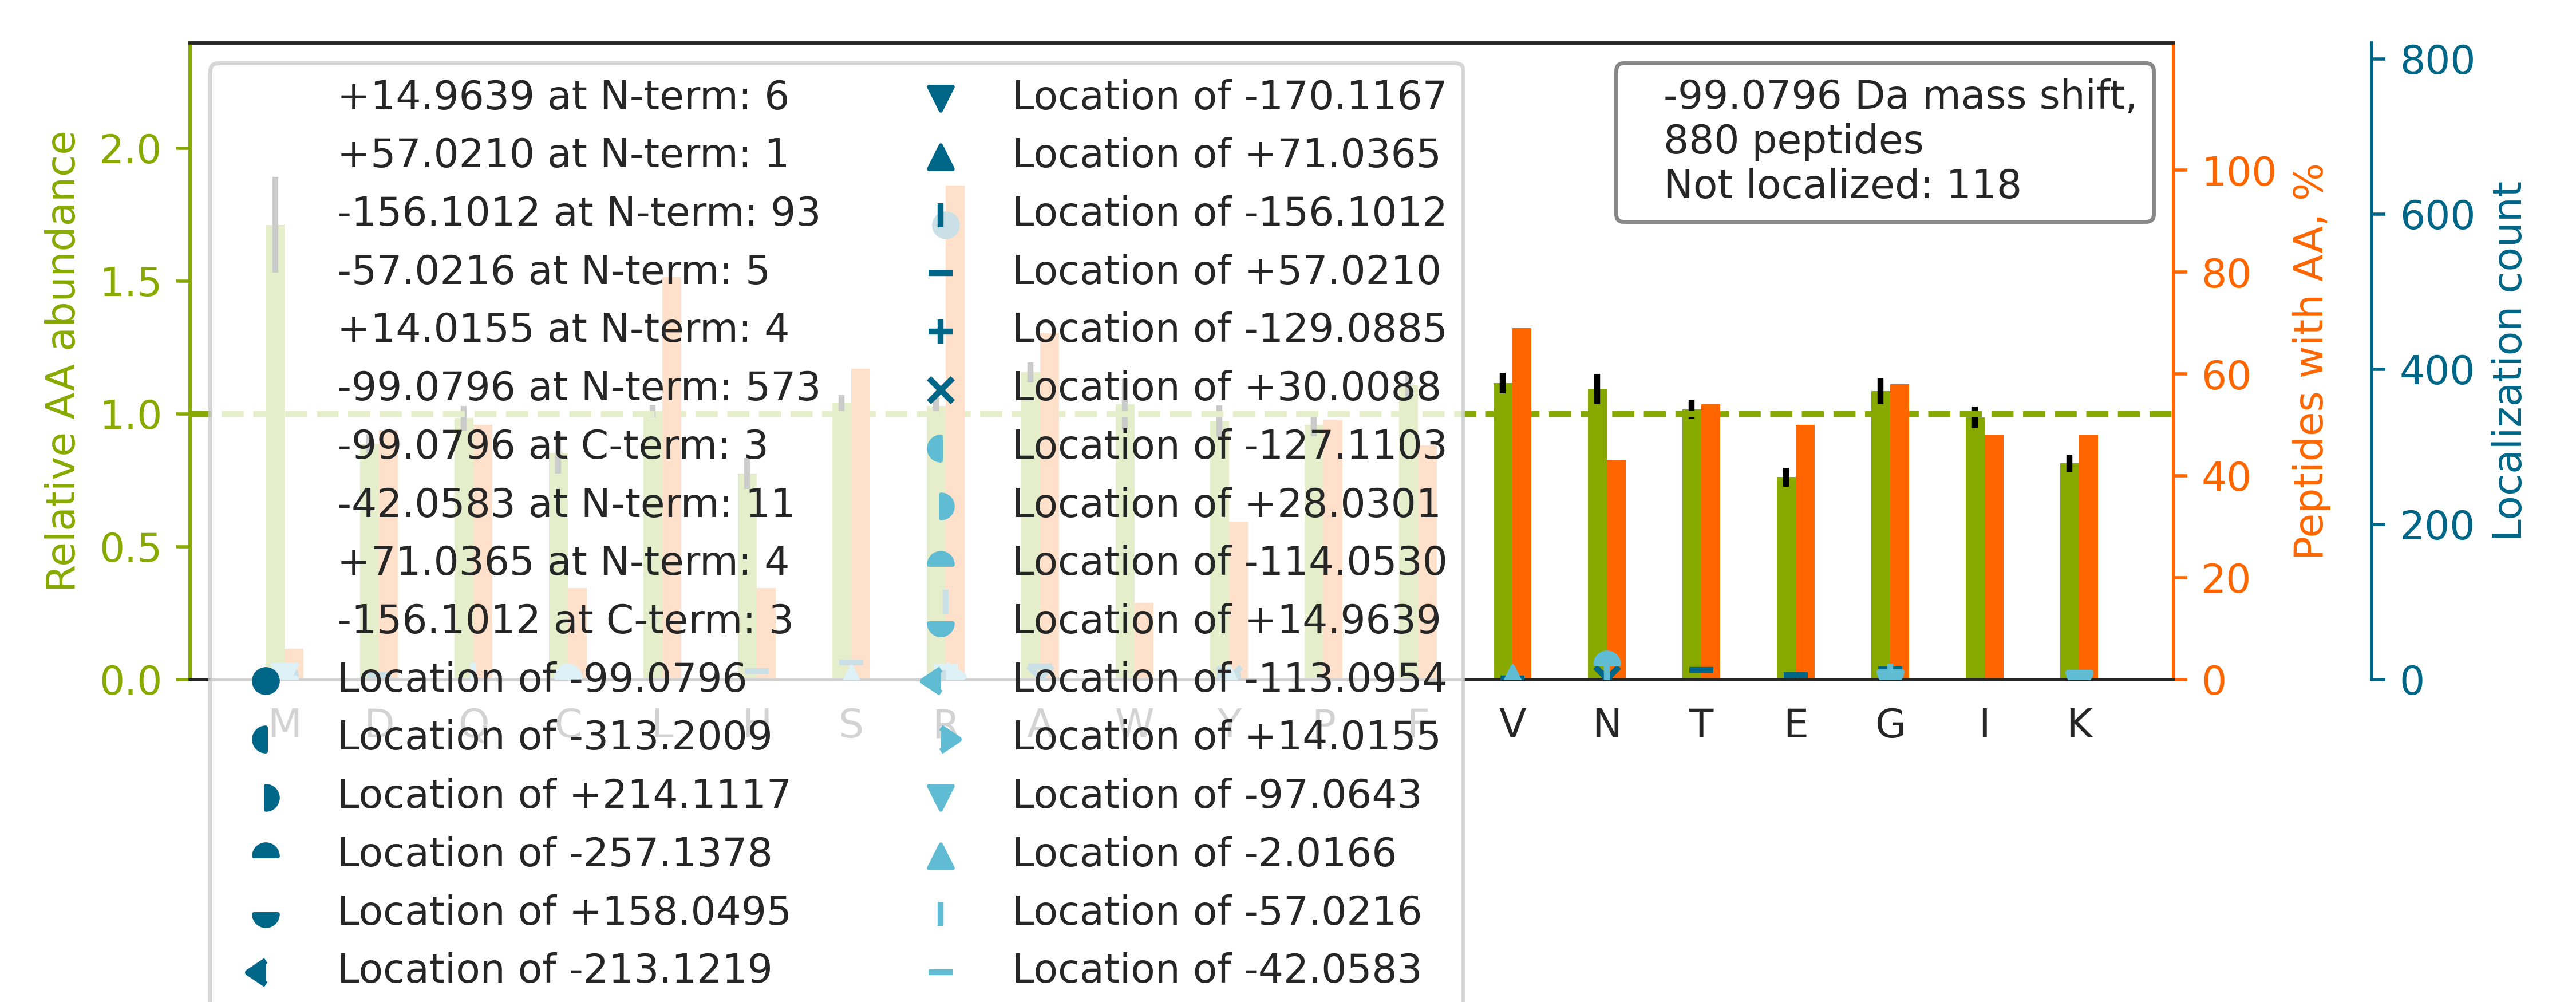 +14.9639 at N-term: 6
+57.0210 at N-term: 1
-156.1012 at N-term: 93
-57.0216 at N-term: 5
+14.0155 at N-term: 4
-99.0796 at N-term: 573
-99.0796 at C-term: 3
-42.0583 at N-term: 11
+71.0365 at N-term: 4
-156.1012 at C-term: 3
Location of -99.0796
Location of -313.2009
Location of +214.1117
Location of -257.1378
Location of +158.0495
Location of -213.1219
Location of -170.1167
Location of +71.0365
Location of -156.1012
Location of +57.0210
Location of -129.0885
Location of +30.0088
Location of -127.1103
Location of +28.0301
Location of -114.0530
Location of +14.9639
Location of -113.0954
Location of +14.0155
Location of -97.0643
Location of -2.0166
Location of -57.0216
Location of -42.0583
-99.0796 Da mass shift,
880 peptides
Not localized: 118
Relative AA abundance
2.0
1.5
1.0
0.5
0.0
M D Q C L H S R A W Y P F V N T E G I K
100
80
60
40
20
0
Peptides with AA, %
800
600
400
200
0
Localization count